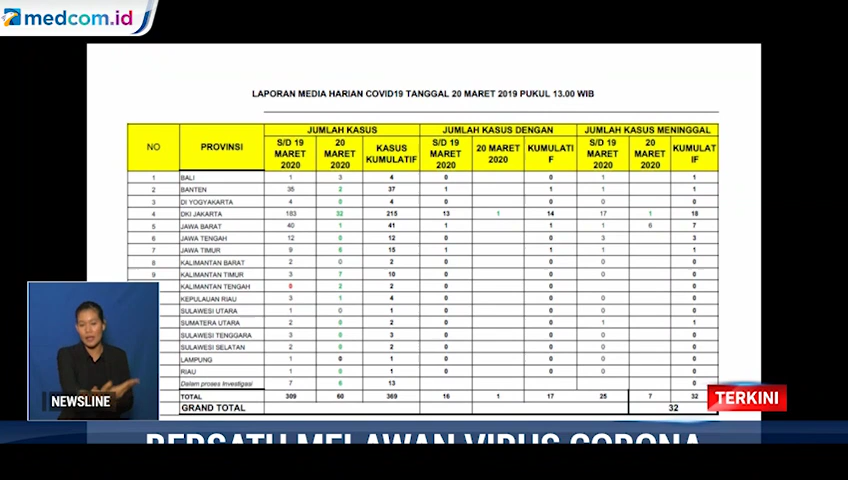 medcom.id
LAPORAN MEDIA HARIAN COVID19 TANGGAL 20 MARET 2019 PUKUL 13.00 WIB
NO PROVINSI JUMLAH KASUS JUMLAH KASUS DENGAN JUMLAH KASUS MENINGGAL
S/D 19 MARET 2020 20 MARET 2020 KASUS KUMULATIF S/D 19 MARET 2020 20 MARET 2020 KUMULATI F S/D 19 MARET 2020 20 MARET 2020 KUMULAT IF
1 BALI 1 3 4 0 0 1 1
2 BANTEN 35 2 37 1 1 1 1
3 DI YOGYAKARTA 4 0 4 0 0 0 0
4 DKI JAKARTA 183 32 215 13 1 14 17 1 18
5 JAWA BARAT 40 1 41 1 1 1 6 7
6 JAWA TENGAH 12 0 12 0 0 3 3
7 JAWA TIMUR 9 6 15 1 1 1 1
8 KALIMANTAN BARAT 2 0 2 0 0 0 0
9 KALIMANTAN TIMUR 3 7 10 0 0 0 0
KALIMANTAN TENGAH 0 2 2 0 0 0
KEPULAUAN RIAU 3 1 4 0 0 0 0
SULAWESI UTARA 1 0 1 0 0 0 0
SUMATERA UTARA 2 0 2 0 0 1 1
SULAWESI TENGGARA 3 0 3 0 0 0 0
SULAWESI SELATAN 2 0 2 0 0 0 0
LAMPUNG 1 0 1 0 0 0 0
RIAU 1 0 1 0 0 0 0
Dalam proses Investigasi 7 6 13 0
TOTAL 309 60 369 16 1 17 25 7 32
GRAND TOTAL 32
NEWSLINE
TERKINI
BERSATU MELAWAN VIRUS CORONA